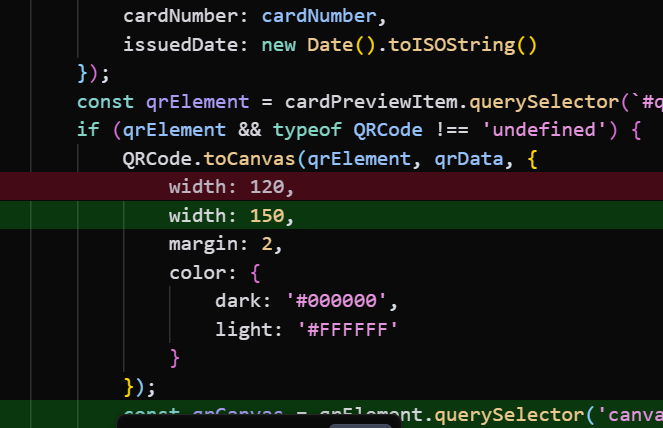 cardNumber: cardNumber,
issuedDate: new Date().toISOString()
});
const qrElement = cardPreviewItem.querySelector(`#q
if (qrElement && typeof QRCode !== 'undefined') {
QRCode.toCanvas(qrElement, qrData, {
width: 120,
width: 150,
margin: 2,
color: {
dark: '#000000',
light: '#FFFFFF'
}
});
const qrCanvas = qrElement.querySelector('canva